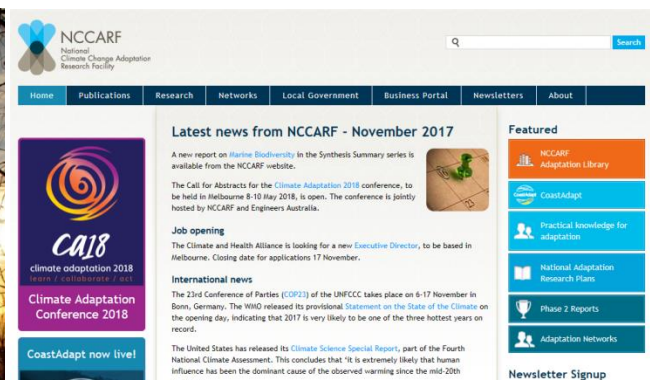 NCCARF
National
Climate Change Adaptation
Research Facility
Search
Home Publications Research Networks Local Government Business Portal Newsletters About
CA18
climate adaptation 2018
learn / collaborate / act
Climate Adaptation
Conference 2018
CoastAdapt now live!
Latest news from NCCARF - November 2017
A new report on Marine Biodiversity in the Synthesis Summary series is
available from the NCCARF website.
The Call for Abstracts for the Climate Adaptation 2018 conference, to
be held in Melbourne 8-10 May 2018, is open. The conference is jointly
hosted by NCCARF and Engineers Australia.
Job opening
The Climate and Health Alliance is looking for a new Executive Director, to be based in
Melbourne. Closing date for applications 17 November.
International news
The 23rd Conference of Parties (COP23) of the UNFCCC takes place on 6-17 November in
Bonn, Germany. The WMO released its provisional Statement on the State of the Climate on
the opening day, indicating that 2017 is very likely to be one of the three hottest years on
record.
The United States has released its Climate Science Special Report, part of the Fourth
National Climate Assessment. This concludes that 'it is extremely likely that human
influence has been the dominant cause of the observed warming since the mid-20th
Featured
NCCARF
Adaptation Library
CoastAdapt
Practical knowledge for
adaptation
National Adaptation
Research Plans
Phase 2 Reports
Adaptation Networks
Newsletter Signup